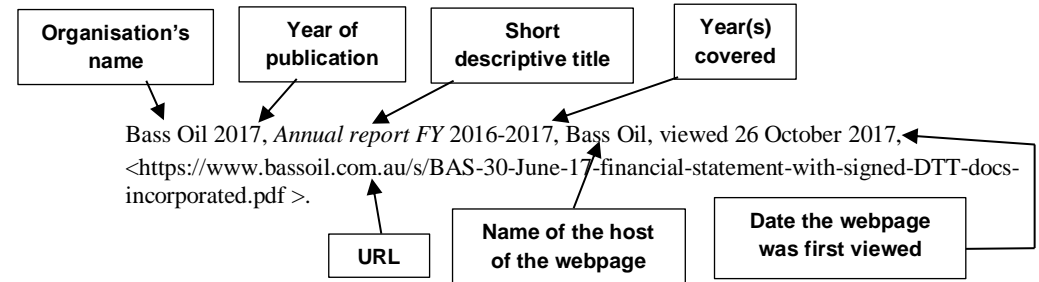 Organisation's
name
Year of
publication
Short
descriptive title
Year(s)
covered
Bass Oil 2017, Annual report FY 2016-2017, Bass Oil, viewed 26 October 2017,
<https://www.bassoil.com.au/s/BAS-30-June-17-financial-statement-with-signed-DTT-docs-
incorporated.pdf >.
URL
Name of the host
of the webpage
Date the webpage
was first viewed